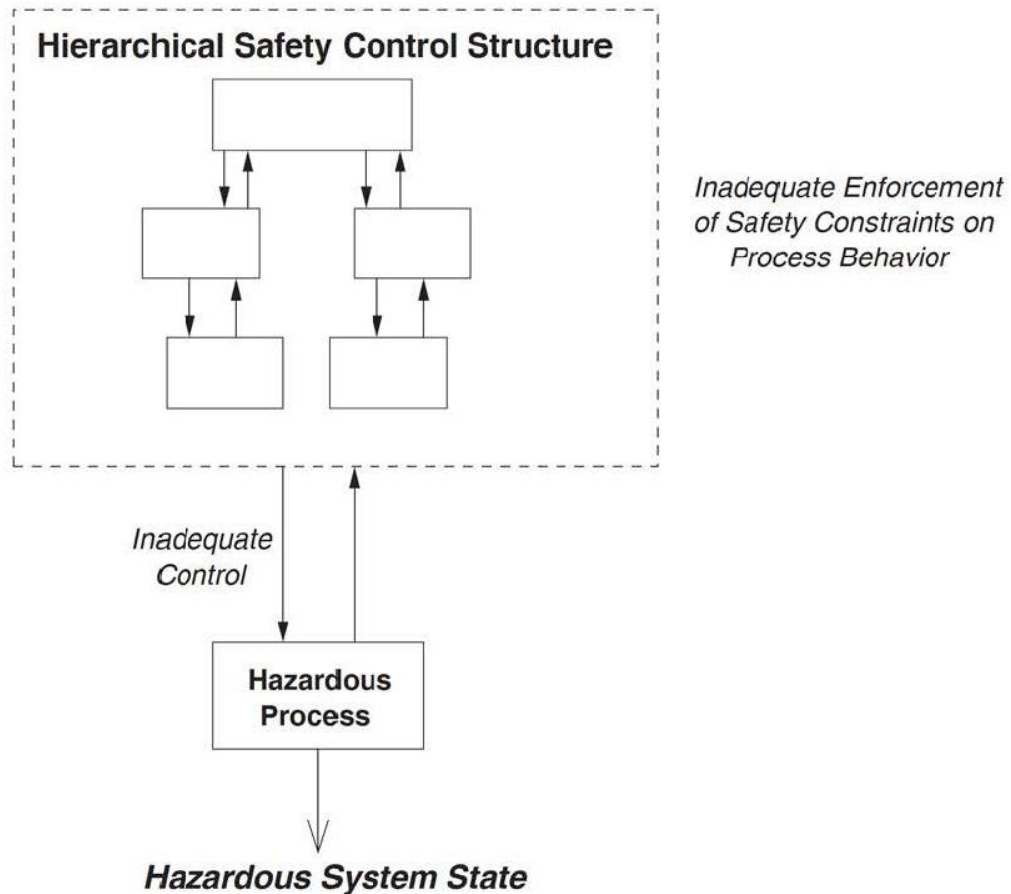 Hierarchical Safety Control Structure
Inadequate Enforcement
of Safety Constraints on
Process Behavior
Inadequate
Control
Hazardous
Process
Hazardous System State